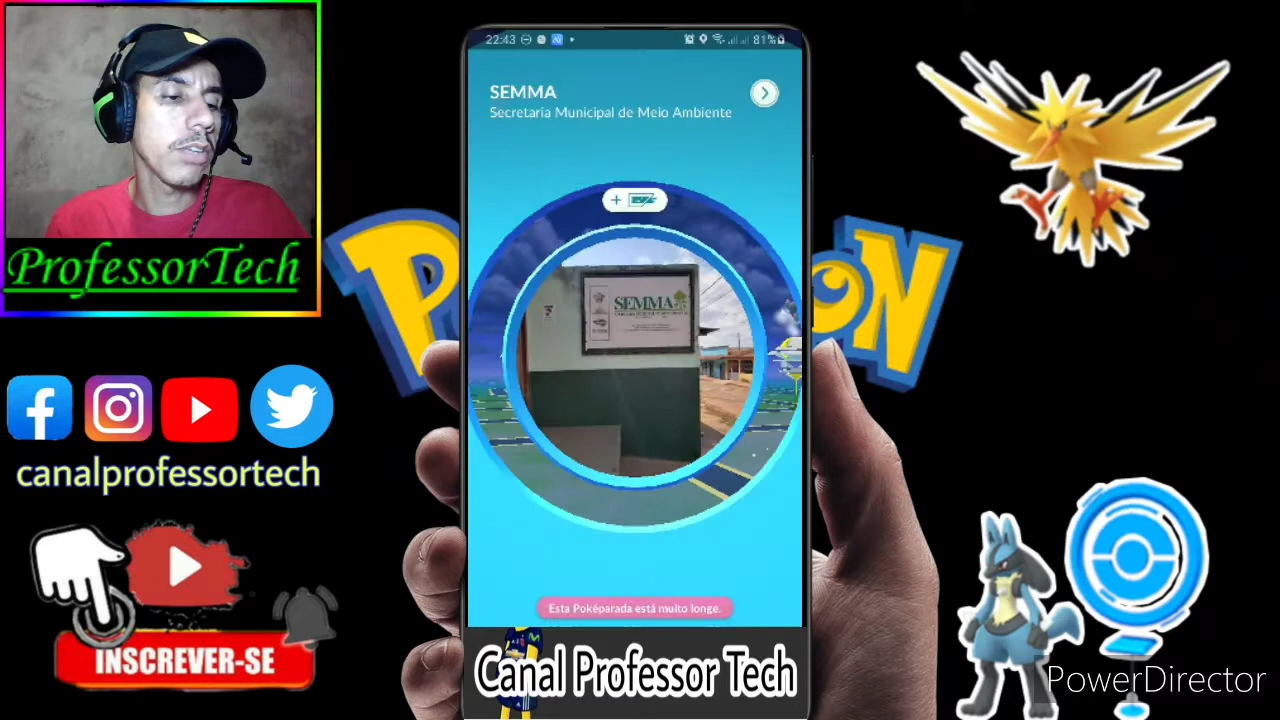 22:43
81%
SEMMA
Secretaria Municipal de Meio Ambiente
+
SEMMA
ProfessorTech
POKÉMON
canalprofessortech
Esta Poképarada está muito longe.
INSCREVER-SE
Canal Professor Tech
PowerDirector